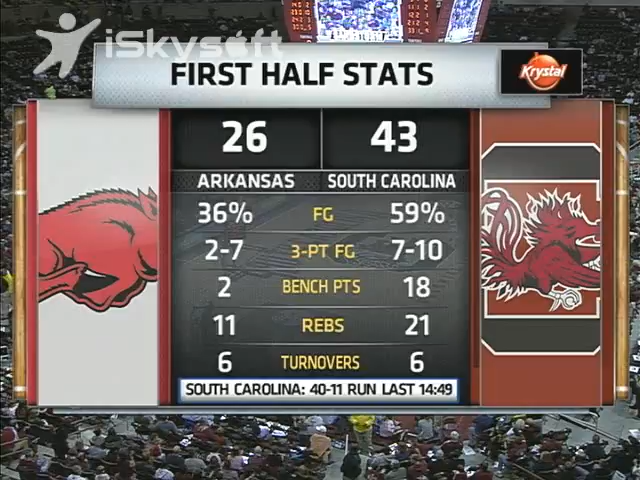 iSkysoft
FIRST HALF STATS
Krystal
26 43
ARKANSAS SOUTH CAROLINA
36% FG 59%
2-7 3-PT FG 7-10
2 BENCH PTS 18
11 REBS 21
6 TURNOVERS 6
SOUTH CAROLINA: 40-11 RUN LAST 14:49